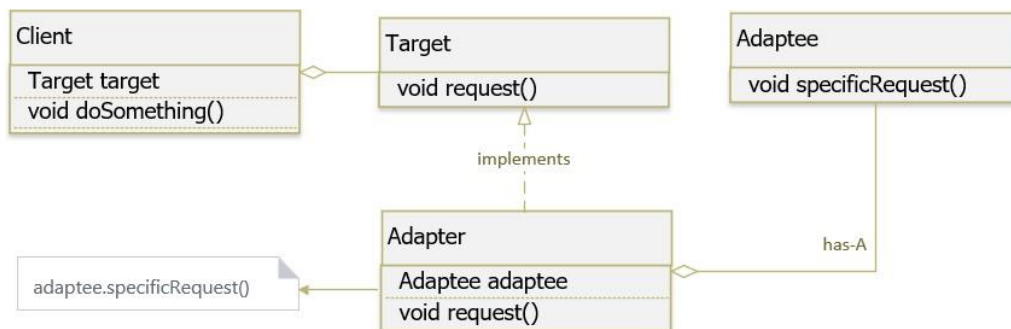 Client
Target target
void doSomething()
Target
void request()
Adaptee
void specificRequest()
implements
Adapter
Adaptee adaptee
void request()
has-A
adaptee.specificRequest()